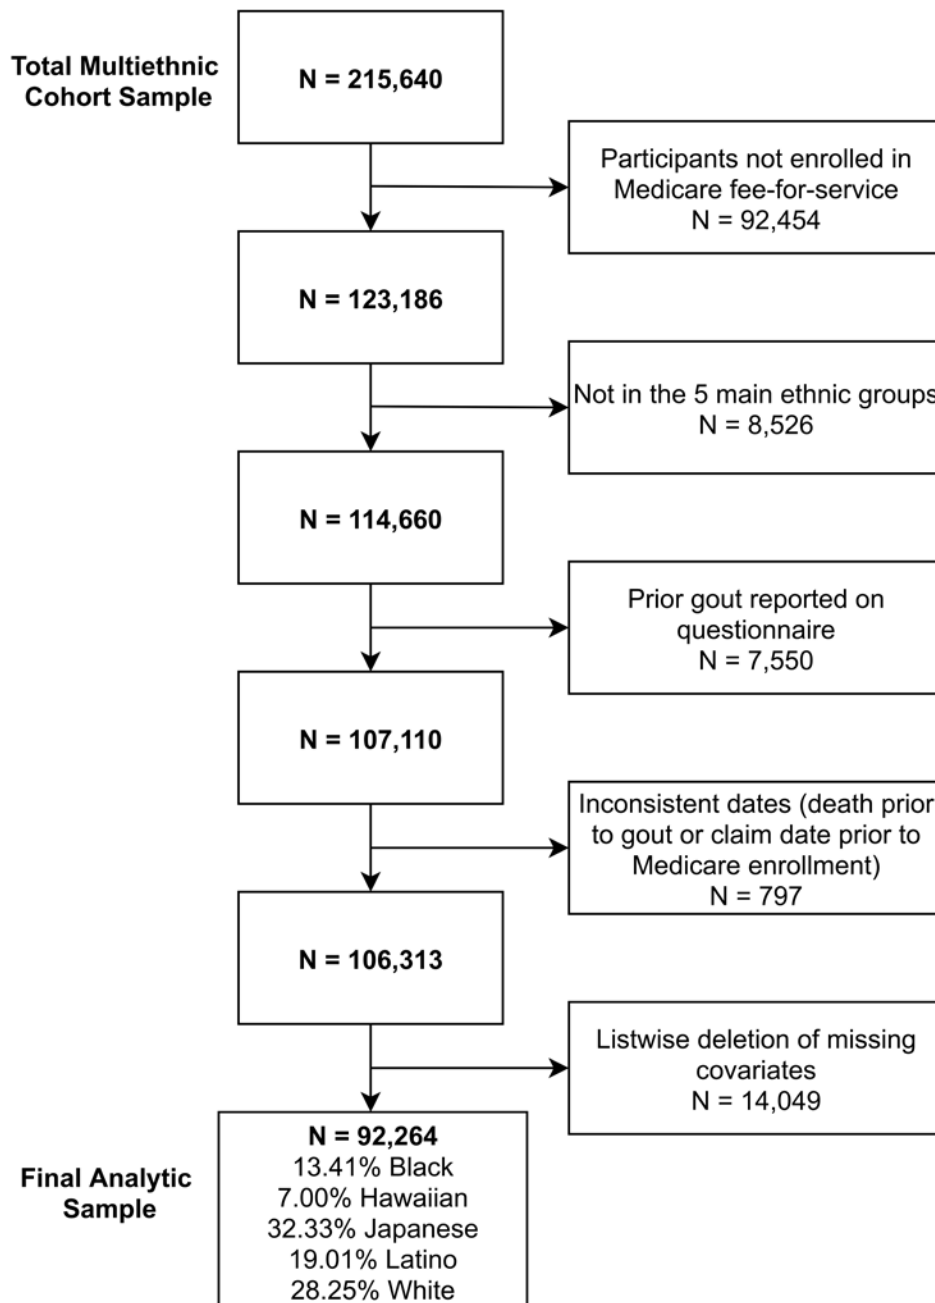 Total Multiethnic
Cohort Sample
N = 215,640
Participants not enrolled in
Medicare fee-for-service
N = 92,454
N = 123,186
Not in the 5 main ethnic groups
N = 8,526
N = 114,660
Prior gout reported on
questionnaire
N = 7,550
N = 107,110
Inconsistent dates (death prior
to gout or claim date prior to
Medicare enrollment)
N = 797
N = 106,313
Listwise deletion of missing
covariates
N = 14,049
Final Analytic
Sample
N = 92,264
13.41% Black
7.00% Hawaiian
32.33% Japanese
19.01% Latino
28.25% White